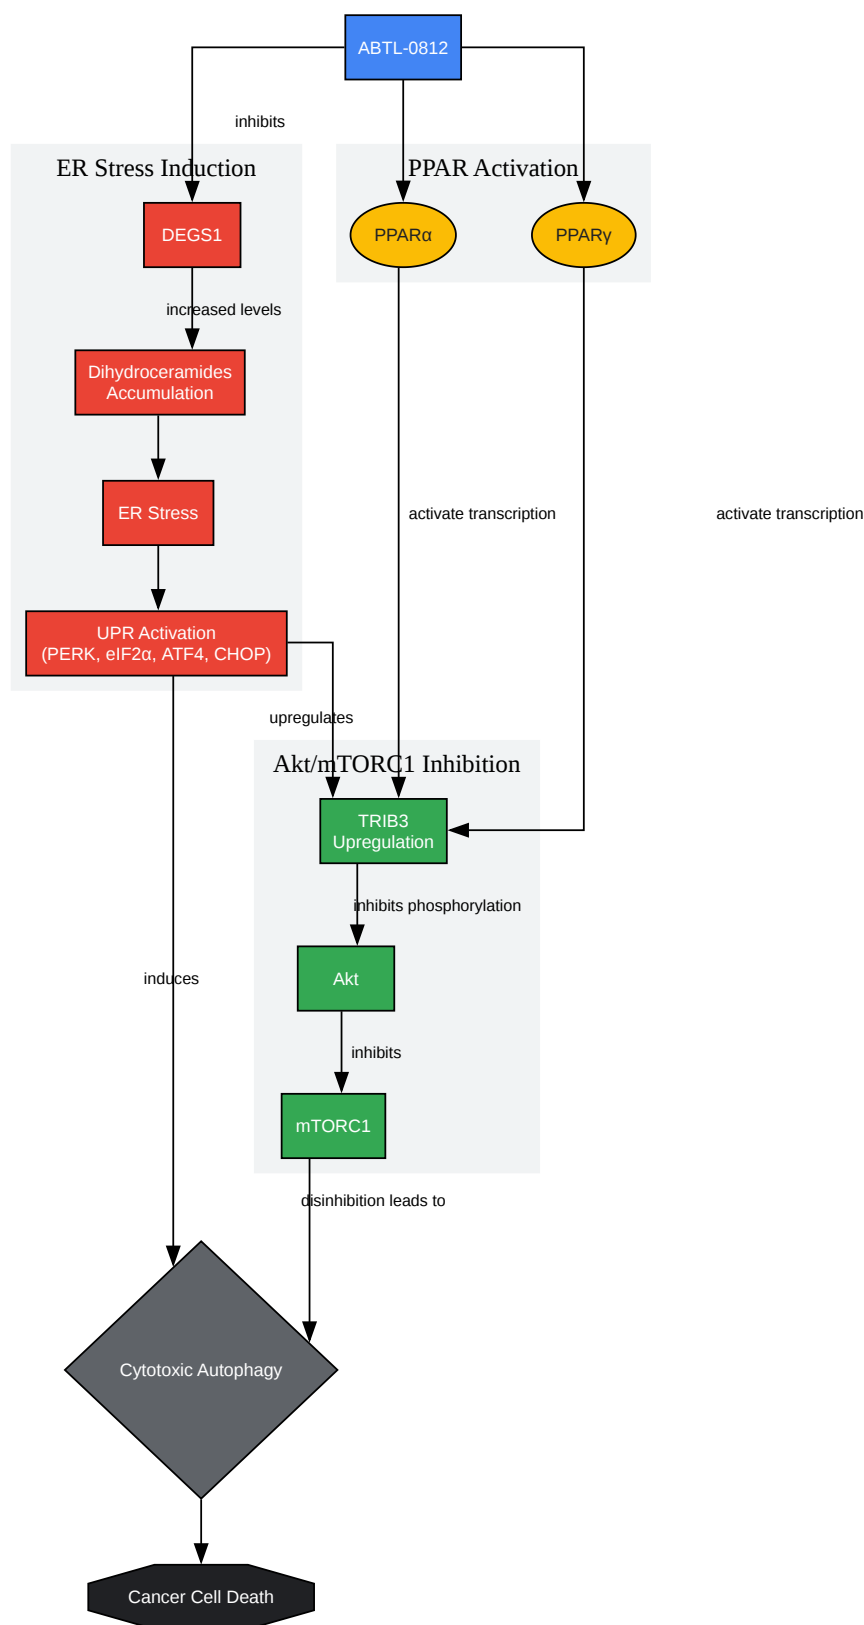 ABTL-0812
inhibits
ER Stress Induction
PPAR Activation
DEGS1
PPARα
PPARγ
increased levels
Dihydroceramides
Accumulation
ER Stress
activate transcription
activate transcription
UPR Activation
(PERK, eIF2α, ATF4, CHOP)
upregulates
Akt/mTORC1 Inhibition
TRIB3
Upregulation
inhibits phosphorylation
induces
Akt
inhibits
mTORC1
disinhibition leads to
Cytotoxic Autophagy
Cancer Cell Death